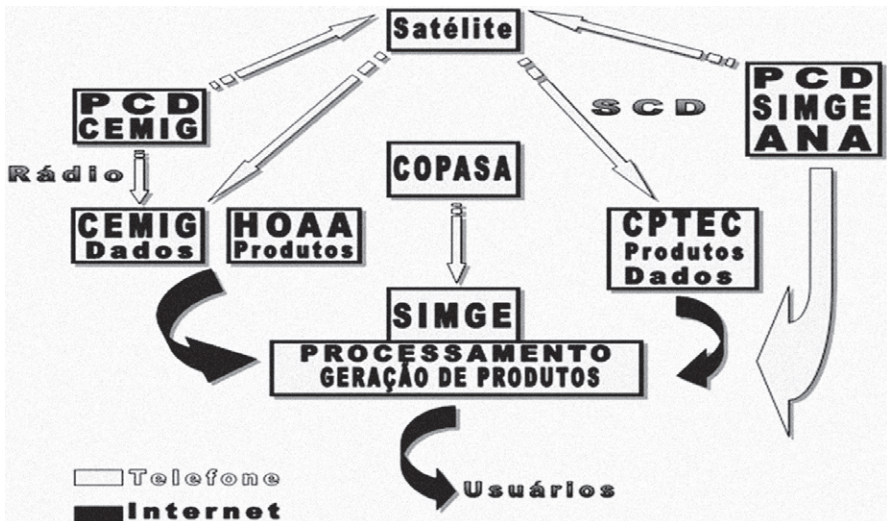 Satélite
PCD
CEMIG
SCD
PCD
SIMGE
ANA
Rádio
COPASA
CEMIG
Dados
HOAA
Produtos
CPTEC
Produtos
Dados
SIMGE
PROCESSAMENTO
GERAÇÃO DE PRODUTOS
Telefone
Internet
Usuários